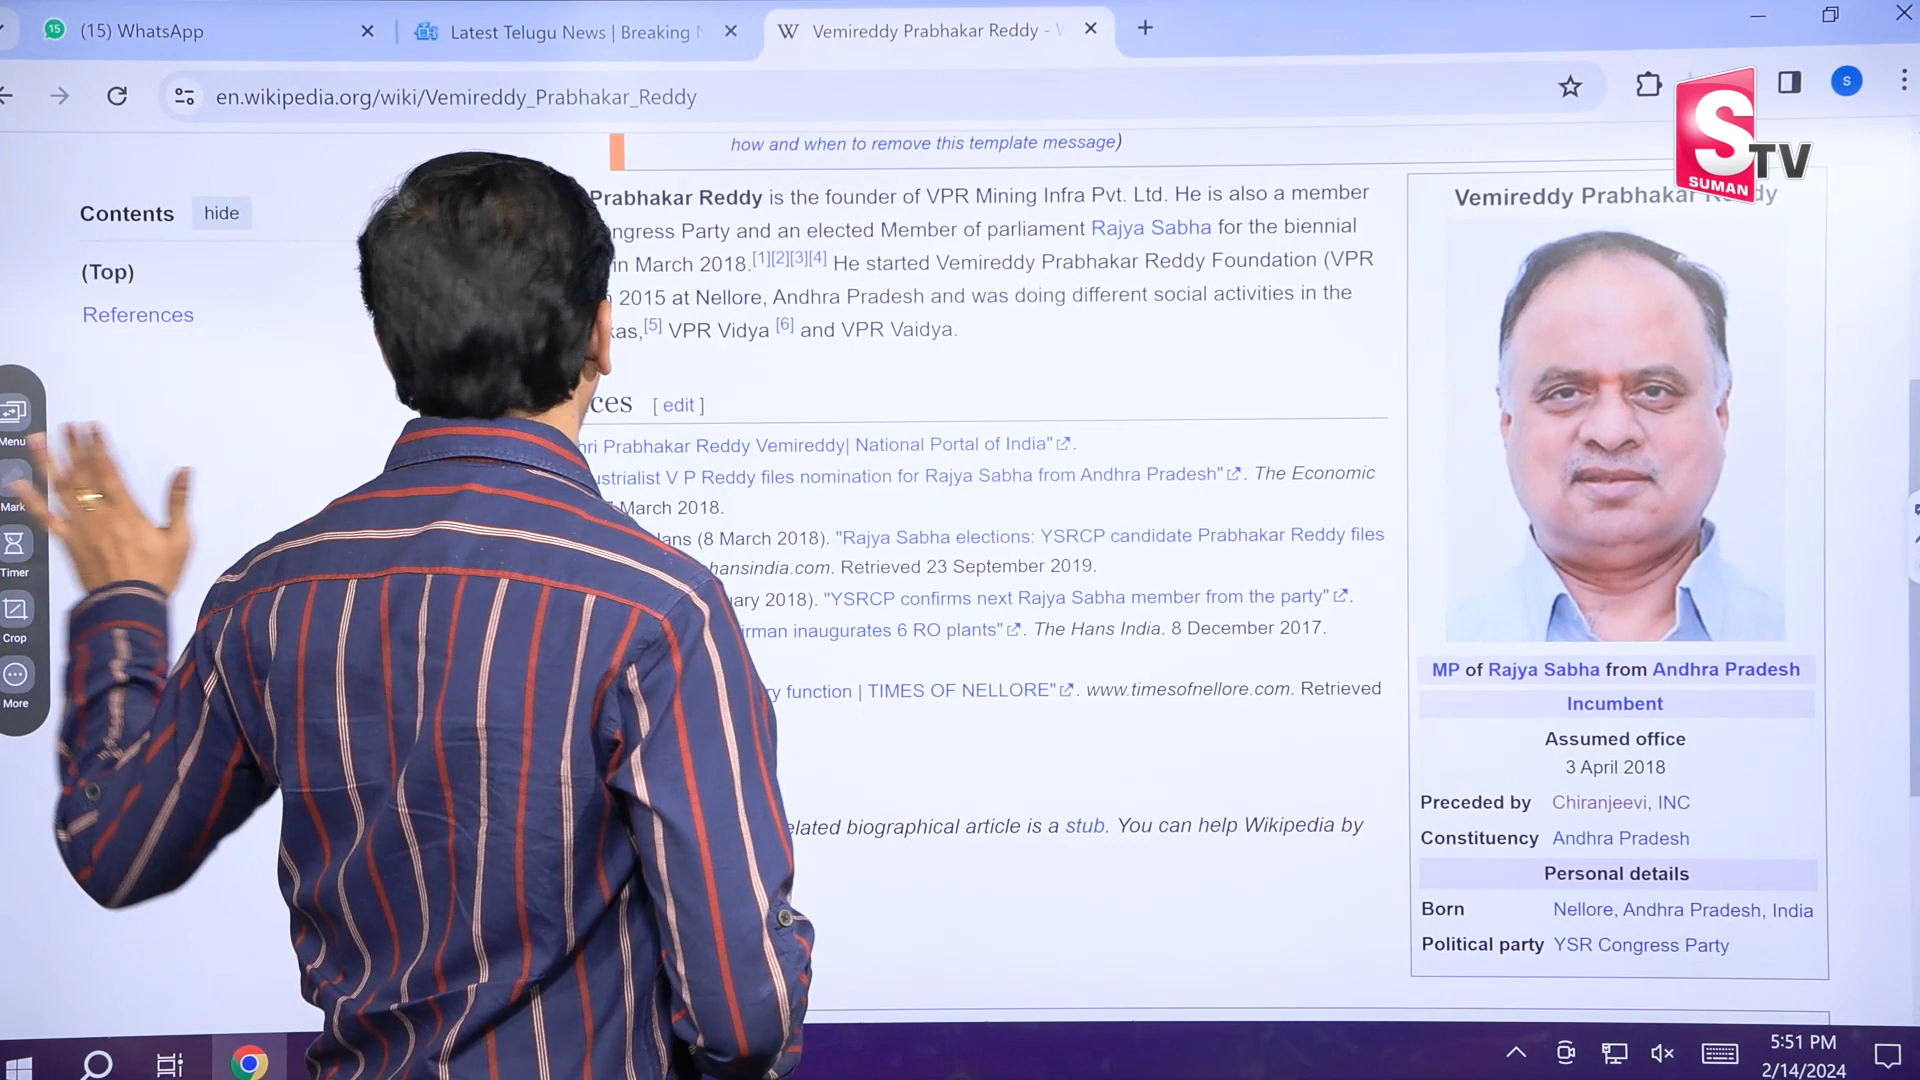 15
(15) WhatsApp
Latest Telugu News | Breaking
Vemireddy Prabhakar Reddy -
en.wikipedia.org/wiki/Vemireddy_Prabhakar_Reddy
S
S TV
SUMAN
how and when to remove this template message)
Contents hide
(Top)
References
Prabhakar Reddy is the founder of VPR Mining Infra Pvt. Ltd. He is also a member
ngress Party and an elected Member of parliament Rajya Sabha for the biennial
in March 2018.[1][2][3][4] He started Vemireddy Prabhakar Reddy Foundation (VPR
2015 at Nellore, Andhra Pradesh and was doing different social activities in the
kas,[5] VPR Vidya [6] and VPR Vaidya.
ces [ edit ]
hri Prabhakar Reddy Vemireddy| National Portal of India".
ustrialist V P Reddy files nomination for Rajya Sabha from Andhra Pradesh". The Economic
March 2018.
Hans (8 March 2018). "Rajya Sabha elections: YSRCP candidate Prabhakar Reddy files
hansindia.com. Retrieved 23 September 2019.
uary 2018). "YSRCP confirms next Rajya Sabha member from the party".
irman inaugurates 6 RO plants". The Hans India. 8 December 2017.
ry function | TIMES OF NELLORE". www.timesofnellore.com. Retrieved
elated biographical article is a stub. You can help Wikipedia by
Menu
Mark
Timer
Crop
More
Vemireddy Prabhakar Reddy
MP of Rajya Sabha from Andhra Pradesh
Incumbent
Assumed office
3 April 2018
Preceded by Chiranjeevi, INC
Constituency Andhra Pradesh
Personal details
Born Nellore, Andhra Pradesh, India
Political party YSR Congress Party
5:51 PM
2/14/2024